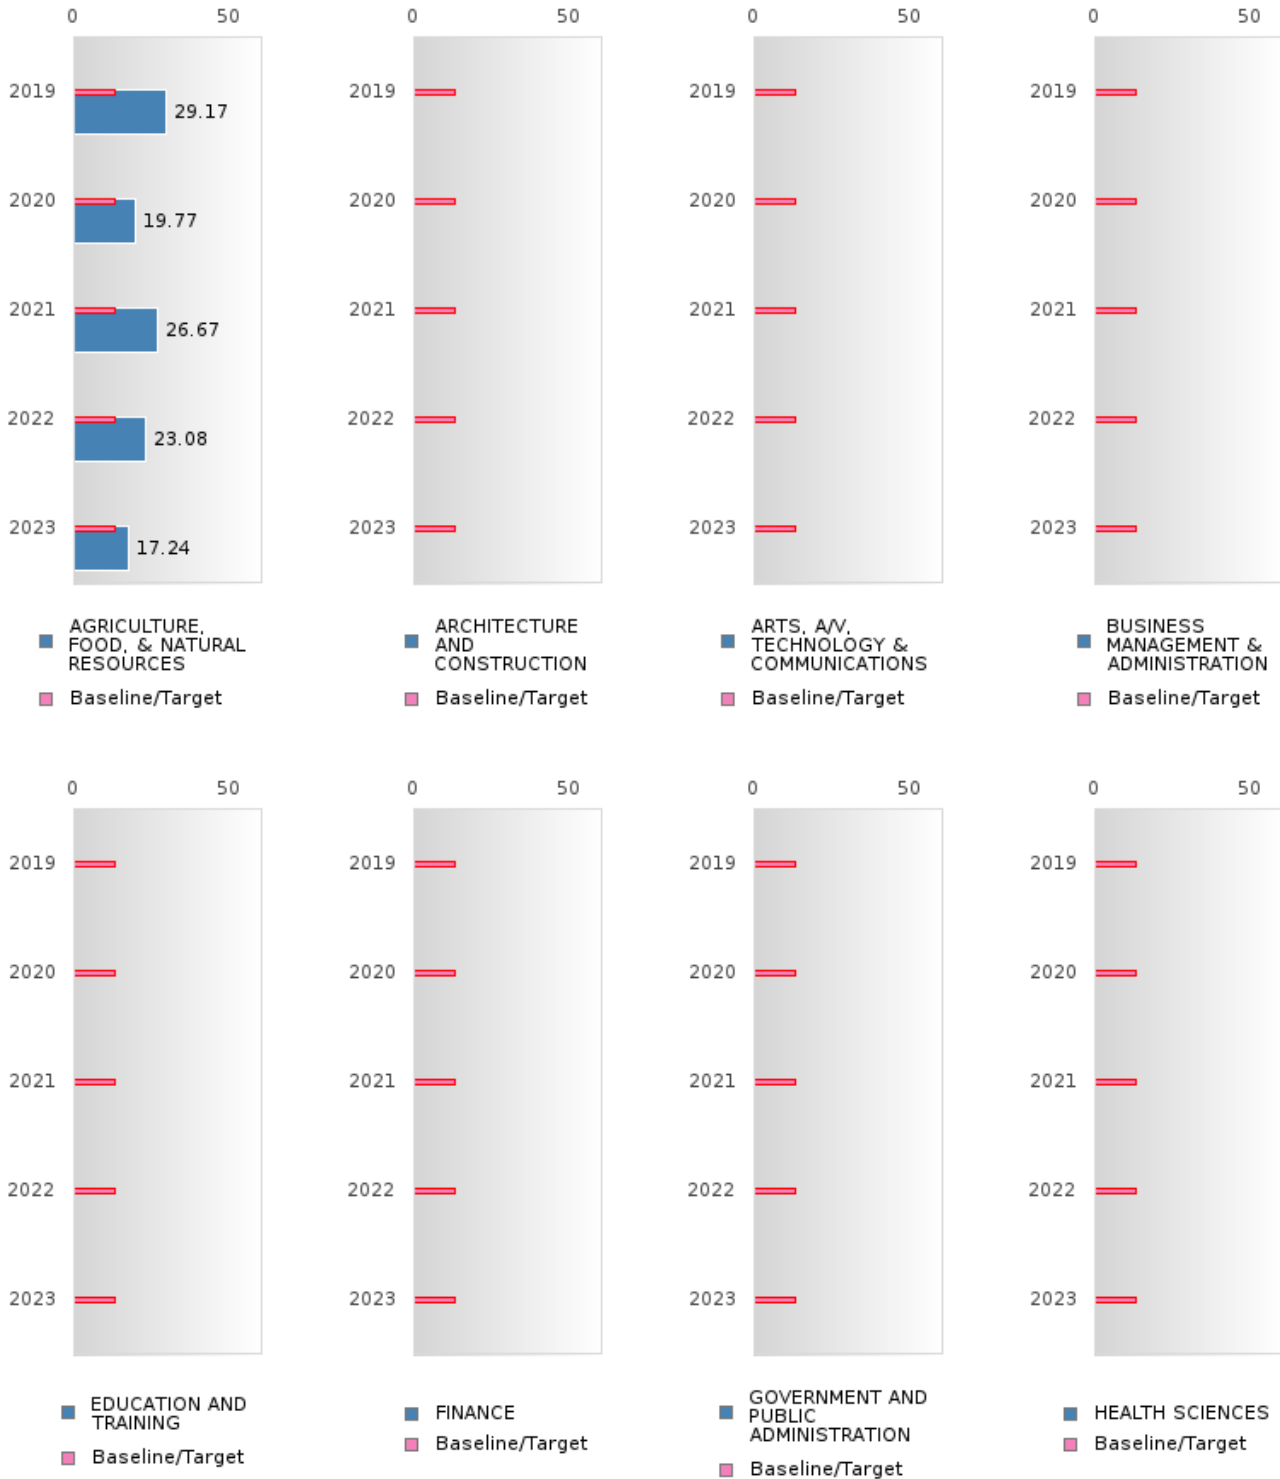 0 50
2019
29.17
2020
19.77
2021
26.67
2022
23.08
2023
17.24
AGRICULTURE,
FOOD, & NATURAL
RESOURCES
Baseline/Target
0 50
2019
2020
2021
2022
2023
ARCHITECTURE
AND
CONSTRUCTION
Baseline/Target
0 50
2019
2020
2021
2022
2023
ARTS, A/V,
TECHNOLOGY &
COMMUNICATIONS
Baseline/Target
0 50
2019
2020
2021
2022
2023
BUSINESS
MANAGEMENT &
ADMINISTRATION
Baseline/Target
0 50
2019
2020
2021
2022
2023
EDUCATION AND
TRAINING
Baseline/Target
0 50
2019
2020
2021
2022
2023
FINANCE
Baseline/Target
0 50
2019
2020
2021
2022
2023
GOVERNMENT AND
PUBLIC
ADMINISTRATION
Baseline/Target
0 50
2019
2020
2021
2022
2023
HEALTH SCIENCES
Baseline/Target